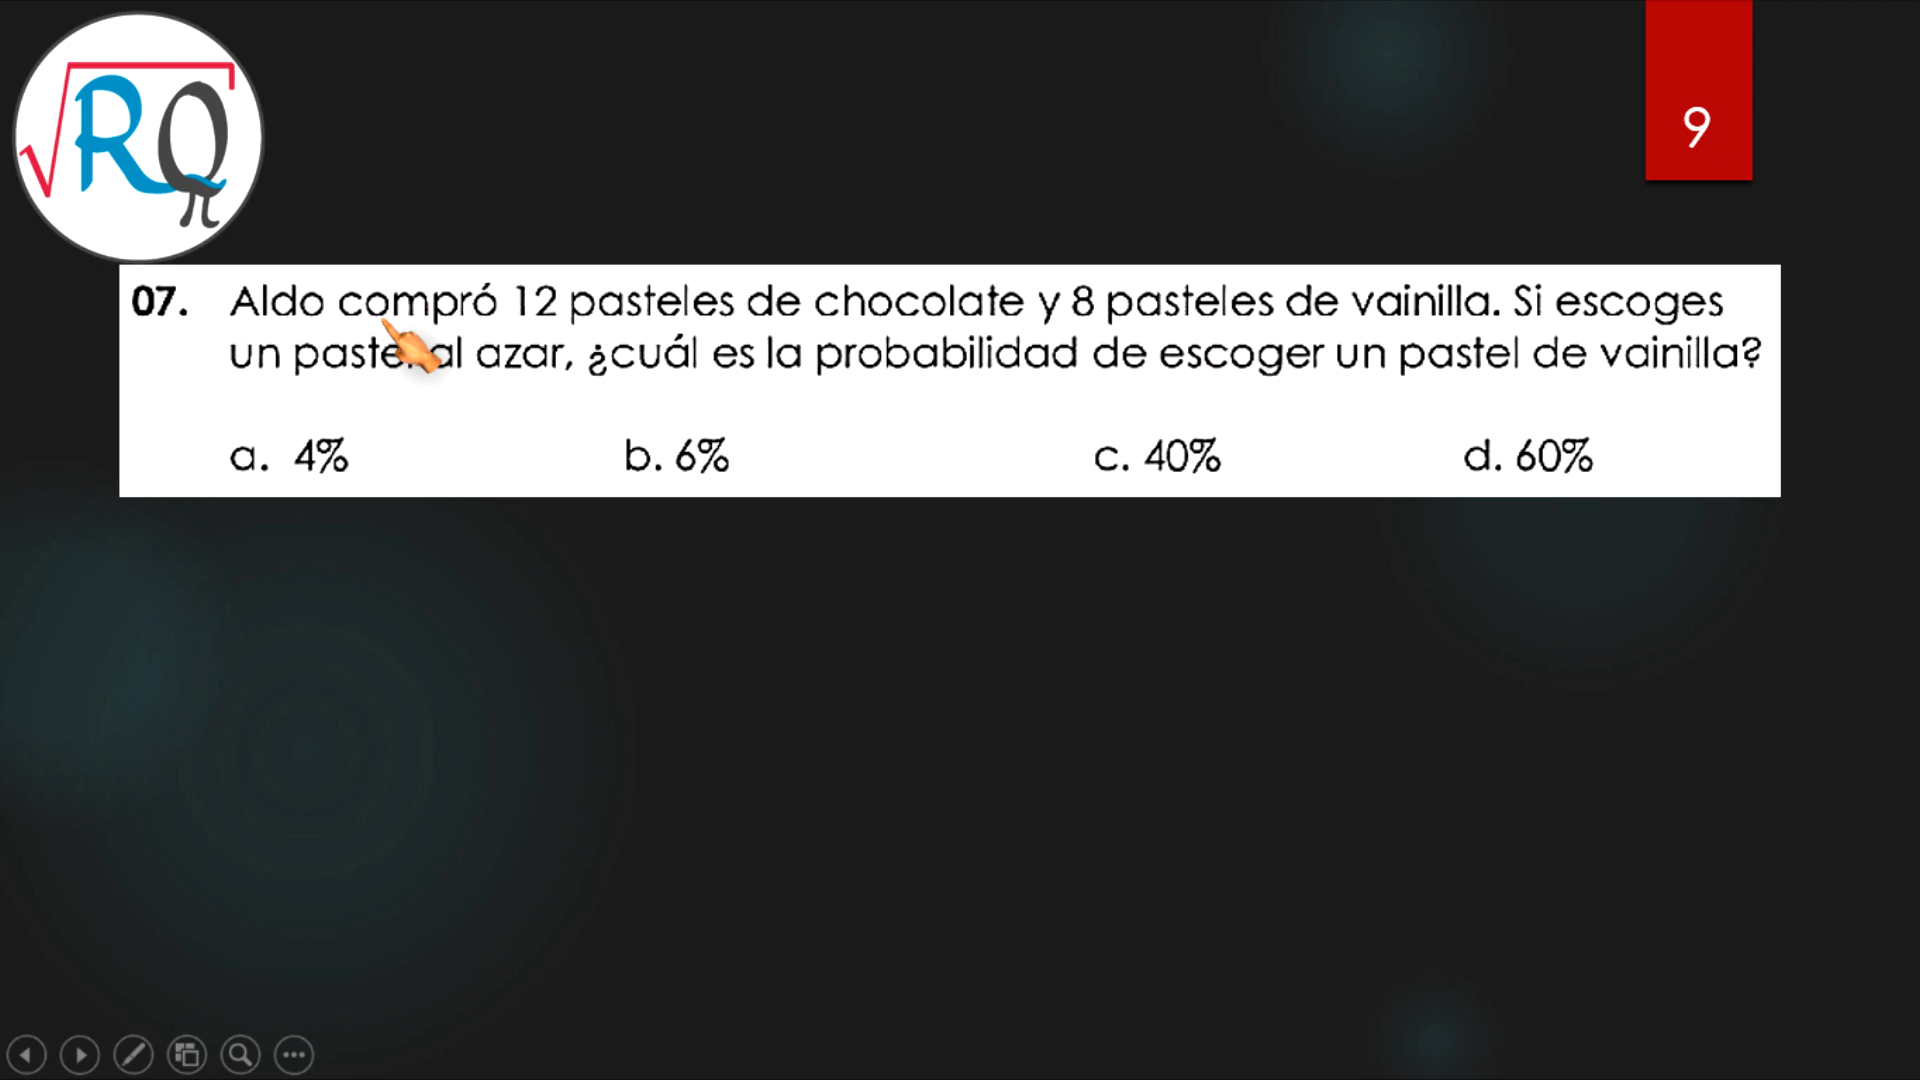 √RQ
π
9
07. Aldo compró 12 pasteles de chocolate y 8 pasteles de vainilla. Si escoges
un pastel al azar, ¿cuál es la probabilidad de escoger un pastel de vainilla?
a. 4% b. 6% c. 40% d. 60%